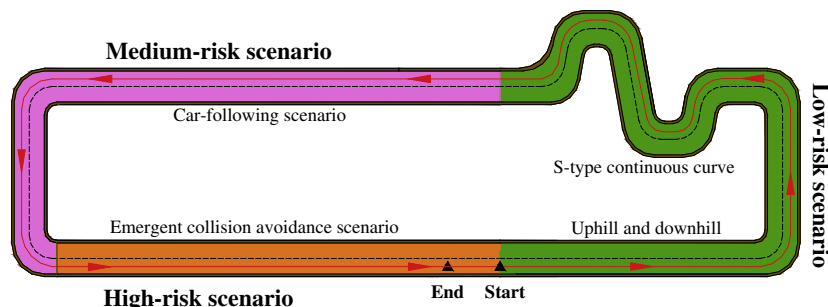 Medium-risk scenario
Car-following scenario
S-type continuous curve
Low-risk scenario
Emergent collision avoidance scenario
Uphill and downhill
High-risk scenario
End
Start